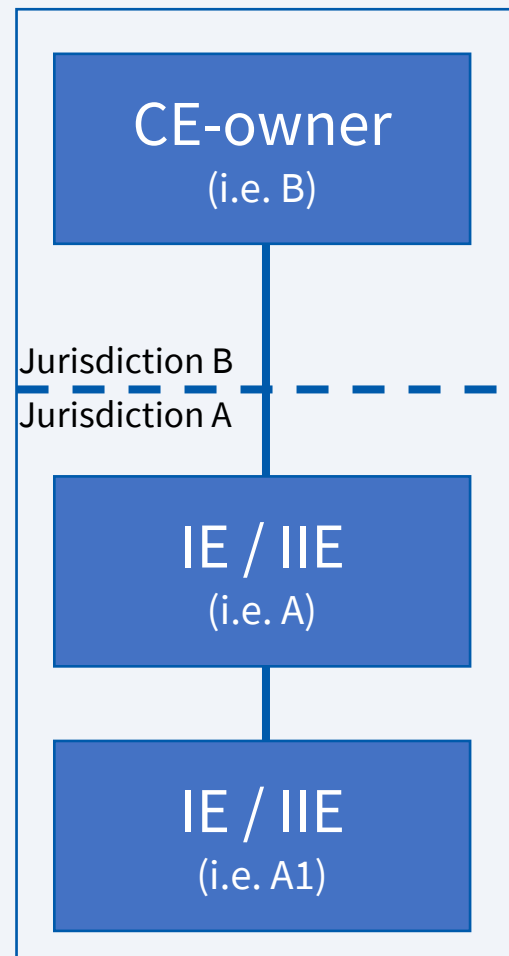 CE-owner
(i.e. B)
Jurisdiction B
Jurisdiction A
IE / IIE
(i.e. A)
IE / IIE
(i.e. A1)